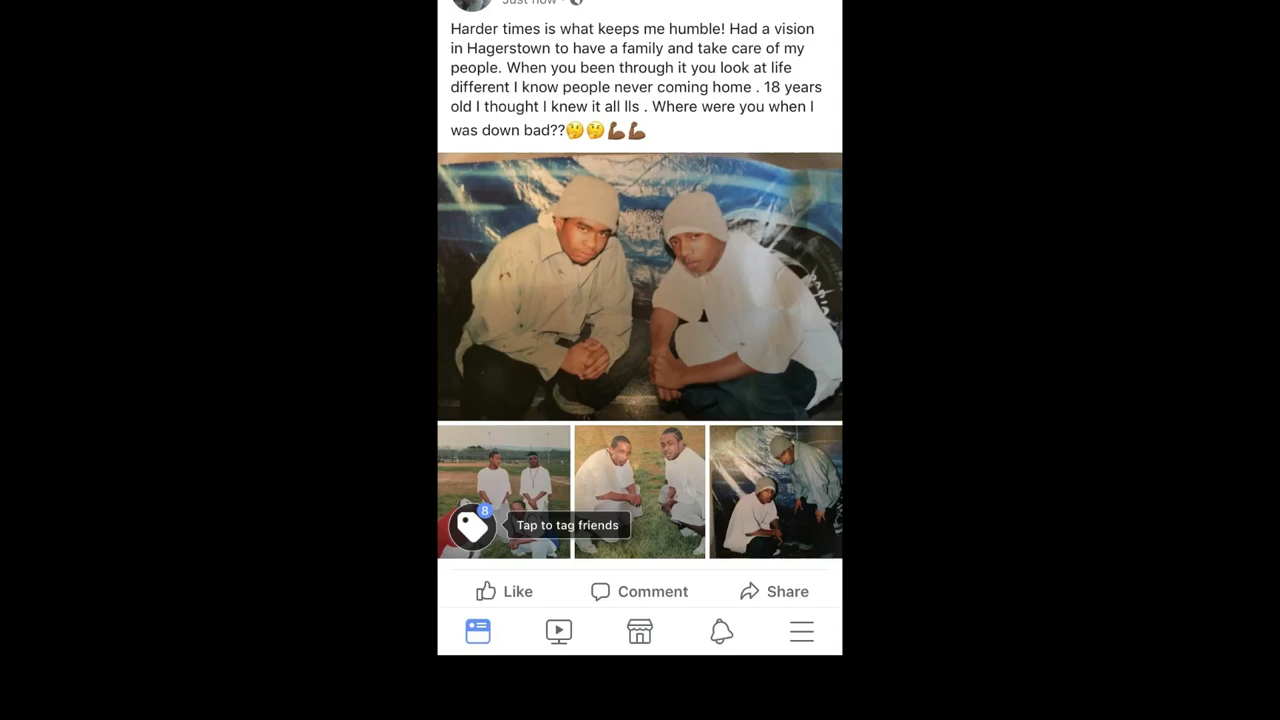 Just now ·
Harder times is what keeps me humble! Had a vision
in Hagerstown to have a family and take care of my
people. When you been through it you look at life
different I know people never coming home . 18 years
old I thought I knew it all lls . Where were you when I
was down bad??🤔🤔💪🏾💪🏾
8
Tap to tag friends
Like
Comment
Share